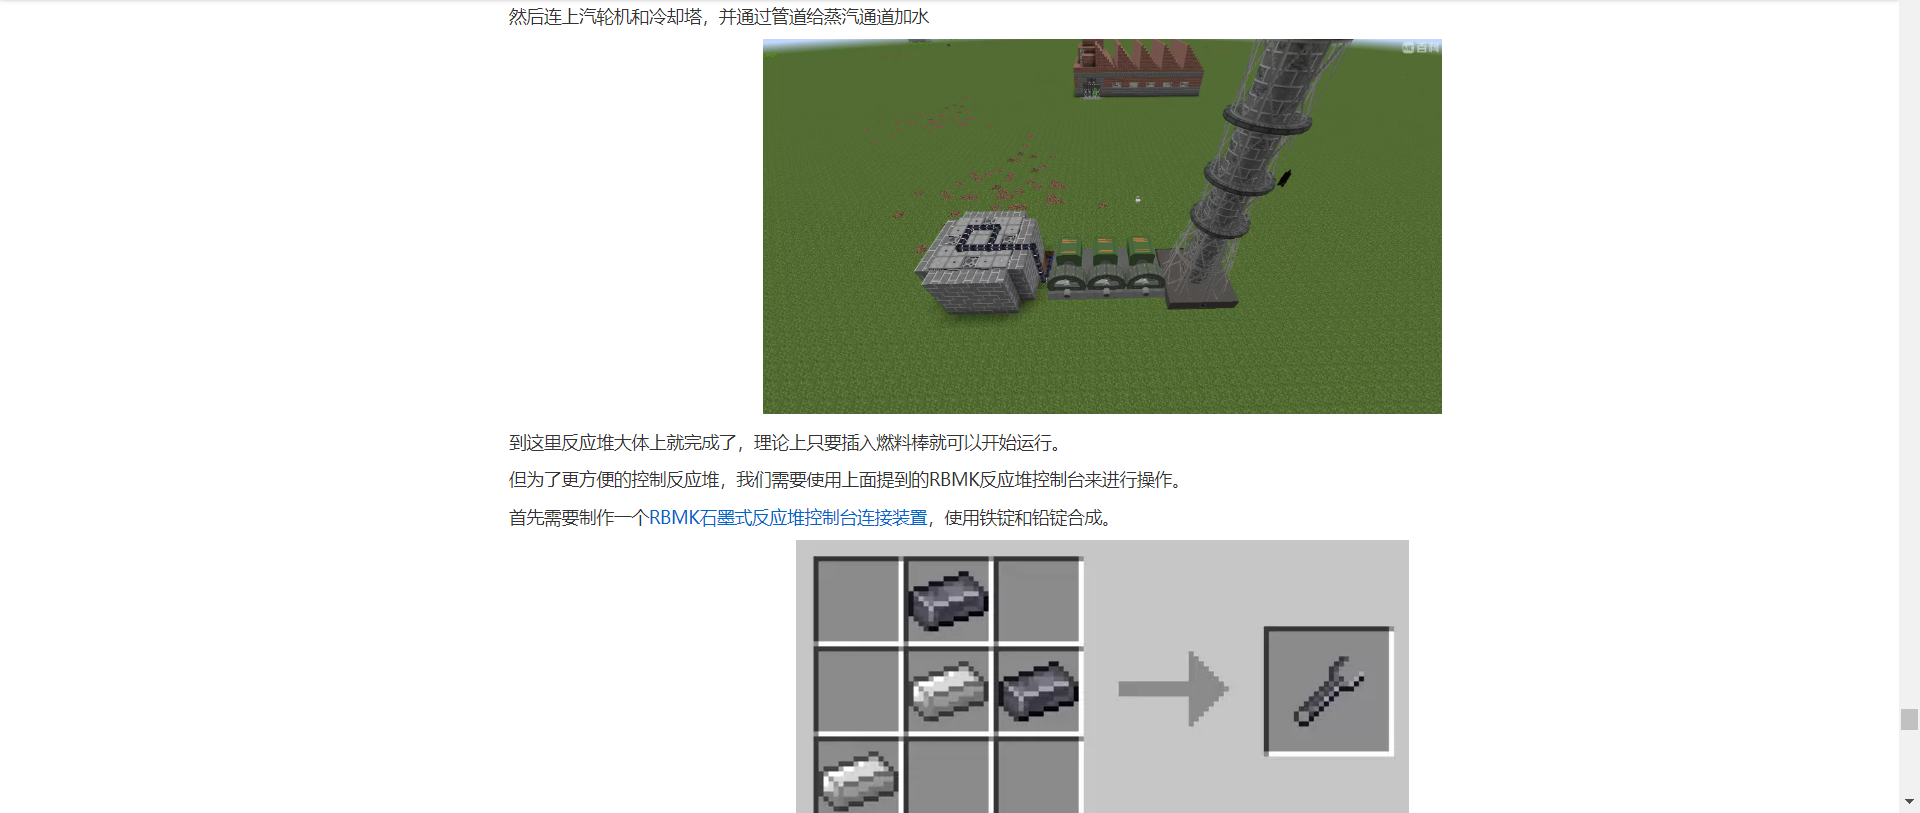 然后连上汽轮机和冷却塔，并通过管道给蒸汽通道加水
百科
到这里反应堆大体上就完成了，理论上只要插入燃料棒就可以开始运行。
但为了更方便的控制反应堆，我们需要使用上面提到的RBMK反应堆控制台来进行操作。
首先需要制作一个RBMK石墨式反应堆控制台连接装置，使用铁锭和铅锭合成。